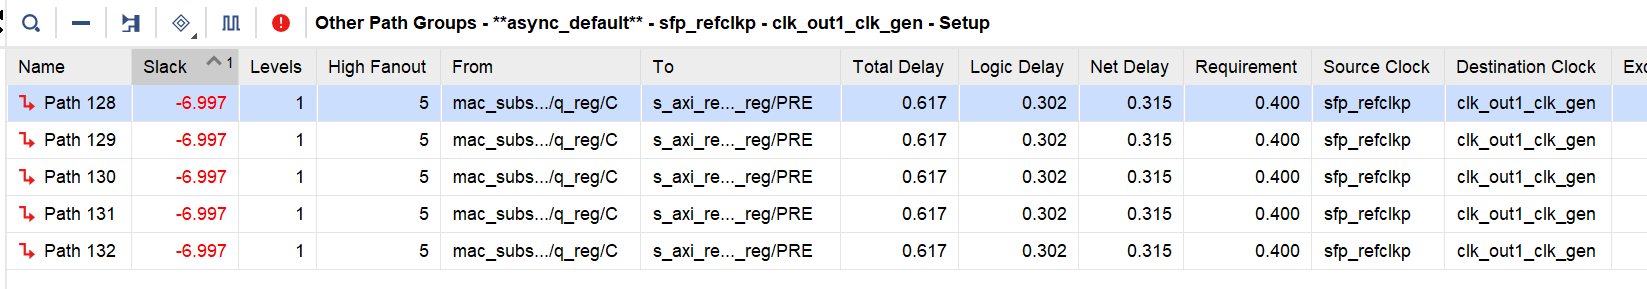 Other Path Groups - **async_default** - sfp_refclkp - clk_out1_clk_gen - Setup
Name Slack 1 Levels High Fanout From To Total Delay Logic Delay Net Delay Requirement Source Clock Destination Clock Exc
Path 128 -6.997 1 5 mac_subs.../q_reg/C s_axi_re..._reg/PRE 0.617 0.302 0.315 0.400 sfp_refclkp clk_out1_clk_gen
Path 129 -6.997 1 5 mac_subs.../q_reg/C s_axi_re..._reg/PRE 0.617 0.302 0.315 0.400 sfp_refclkp clk_out1_clk_gen
Path 130 -6.997 1 5 mac_subs.../q_reg/C s_axi_re..._reg/PRE 0.617 0.302 0.315 0.400 sfp_refclkp clk_out1_clk_gen
Path 131 -6.997 1 5 mac_subs.../q_reg/C s_axi_re..._reg/PRE 0.617 0.302 0.315 0.400 sfp_refclkp clk_out1_clk_gen
Path 132 -6.997 1 5 mac_subs.../q_reg/C s_axi_re..._reg/PRE 0.617 0.302 0.315 0.400 sfp_refclkp clk_out1_clk_gen